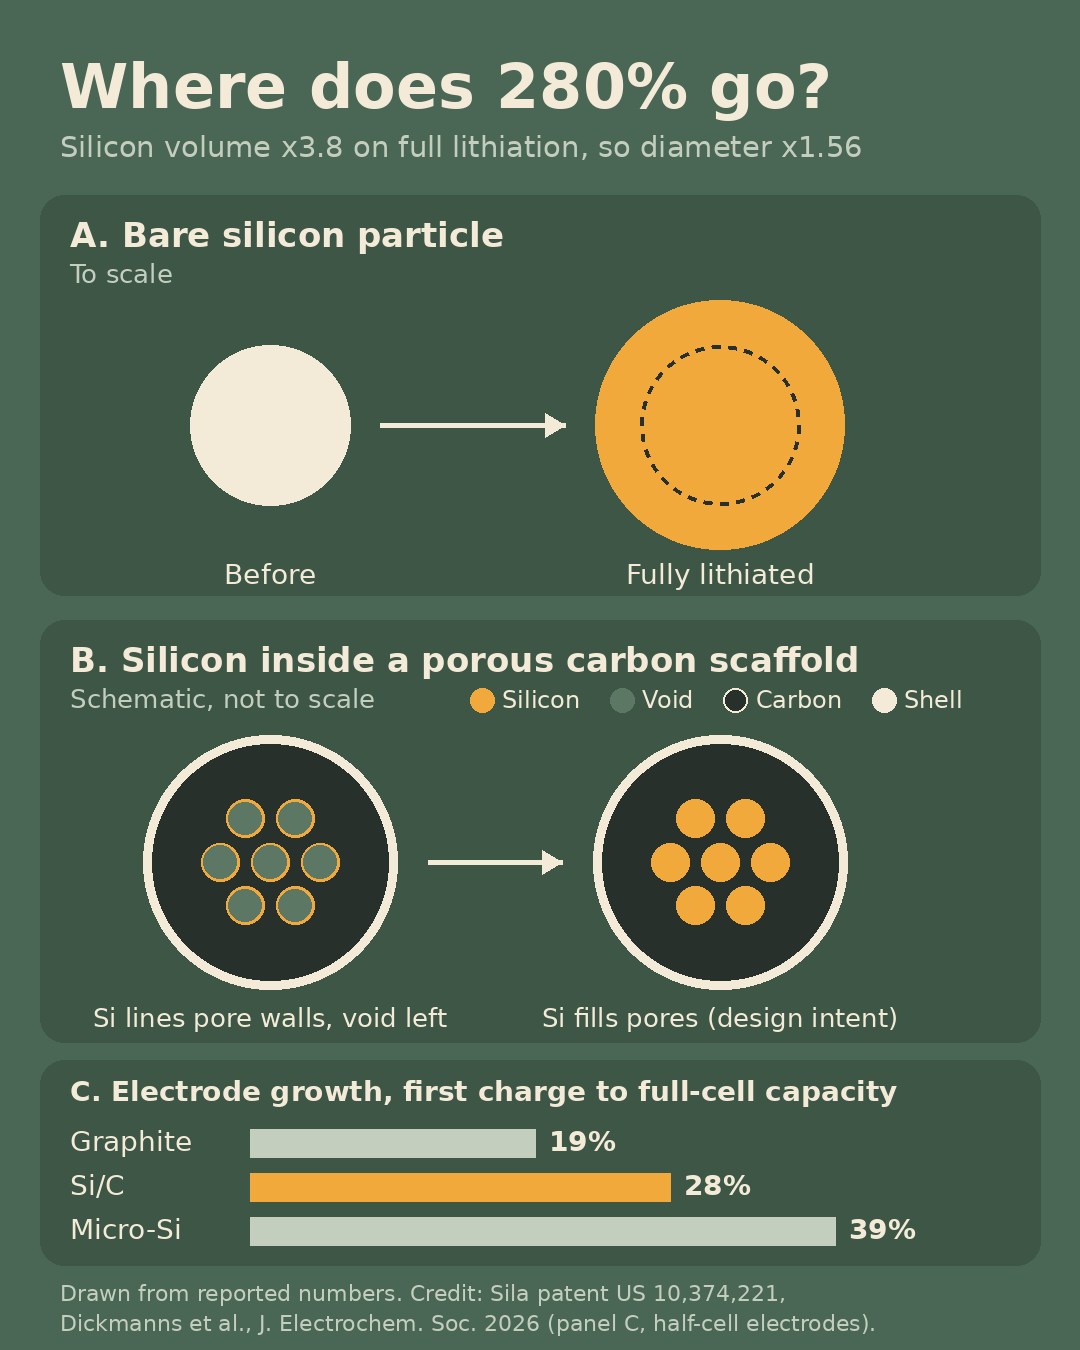 Where does 280% go?
Silicon volume x3.8 on full lithiation, so diameter x1.56
A. Bare silicon particle
To scale
Before
Fully lithiated
B. Silicon inside a porous carbon scaffold
Schematic, not to scale
Silicon
Void
Carbon
Shell
Si lines pore walls, void left
Si fills pores (design intent)
C. Electrode growth, first charge to full-cell capacity
Graphite 19%
Si/C 28%
Micro-Si 39%
Drawn from reported numbers. Credit: Sila patent US 10,374,221,
Dickmanns et al., J. Electrochem. Soc. 2026 (panel C, half-cell electrodes).